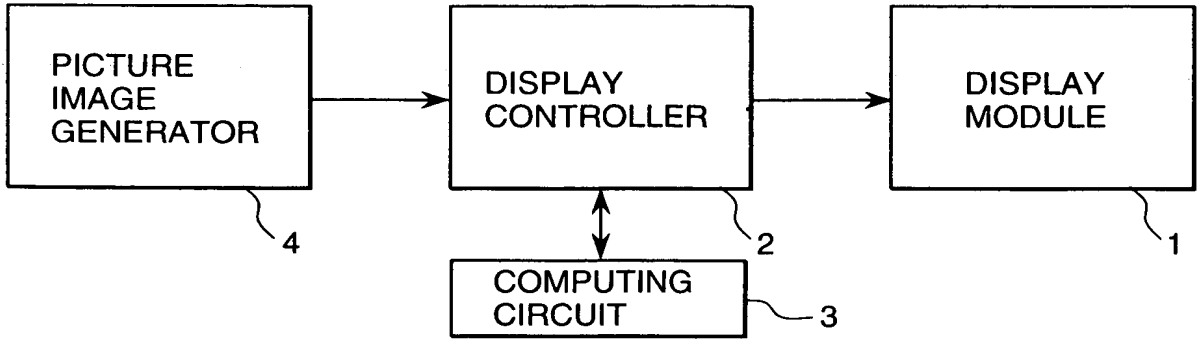 PICTURE
IMAGE
GENERATOR
4
DISPLAY
CONTROLLER
2
DISPLAY
MODULE
1
COMPUTING
CIRCUIT
3